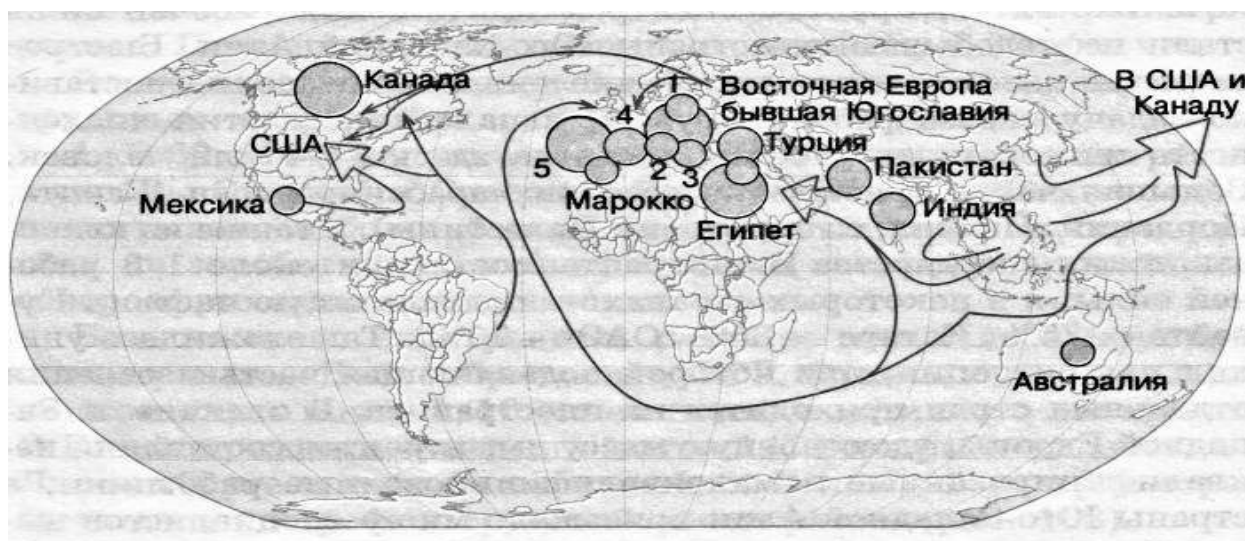 Канада
1
Восточная Европа
бывшая Югославия
В США и
Канаду
4
США
Турция
5
2
3
Пакистан
Мексика
Марокко
Индия
Египет
Австралия